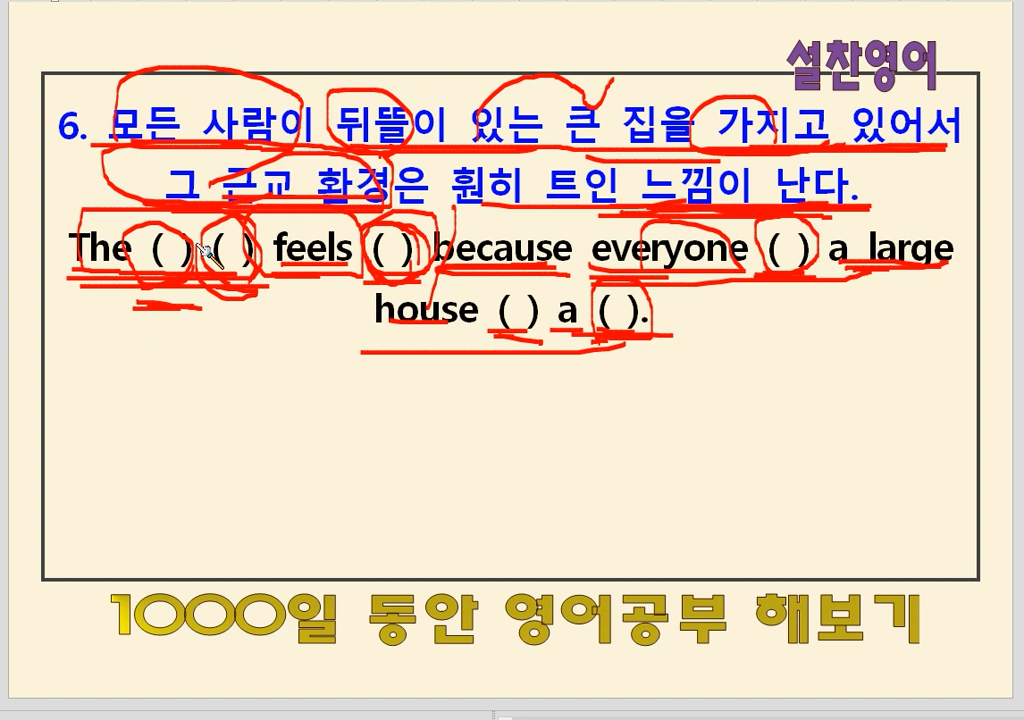 설찬영어
6. 모든 사람이 뒤뜰이 있는 큰 집을 가지고 있어서
그 근교 환경은 훤히 트인 느낌이 난다.
The ( ) ( ) feels ( ) because everyone ( ) a large
house ( ) a ( ).
1000일 동안 영어공부 해보기